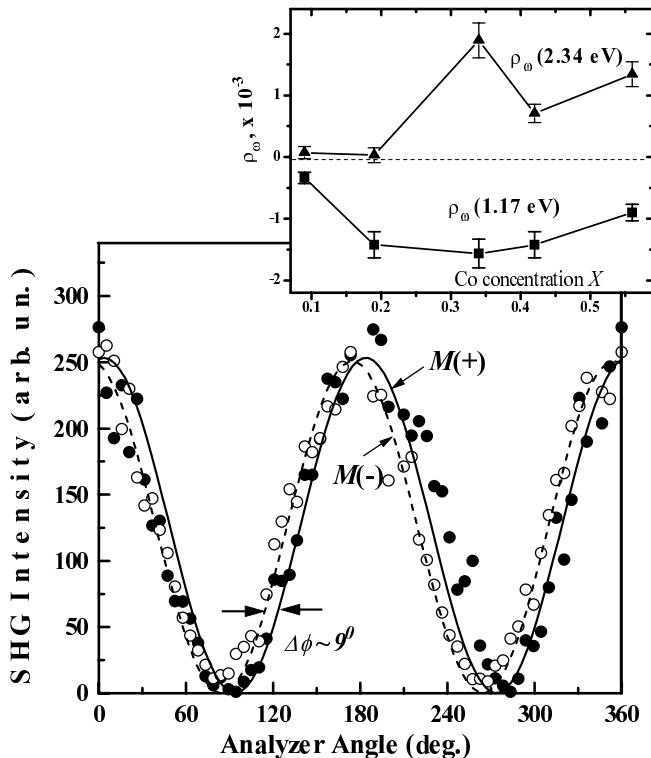 ρω (2.34 eV)
ρω, x 10⁻³
2
1
0
-1
-2
ρω (1.17 eV)
Co concentration X
0.1 0.2 0.3 0.4 0.5
SHG Intensity ( arb. un.)
300
250
200
150
100
50
0
M(+)
M(-)
Δϕ~9⁰
0 60 120 180 240 300 360
Analyzer Angle (deg.)